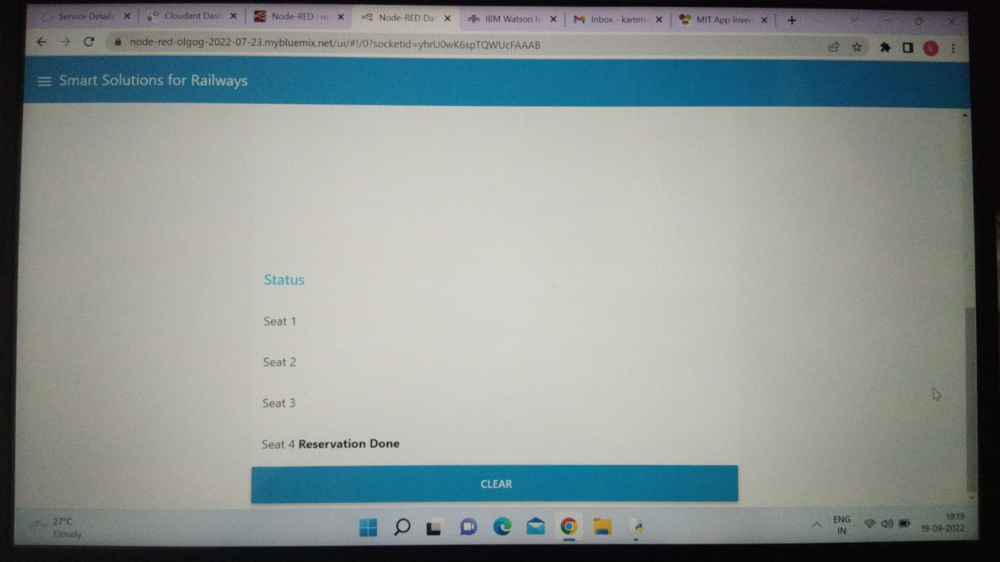 Service Details
Cloudant Dash
Node-RED : no
Node-RED Da
IBM Watson Io
Inbox - kamm
MIT App Inven
node-red-olgog-2022-07-23.mybluemix.net/ui/#!/0?socketid=yhrU0wK6spTQWUcFAAAB
k
Smart Solutions for Railways
Status
Seat 1
Seat 2
Seat 3
Seat 4 Reservation Done
CLEAR
27°C
Cloudy
ENG
IN
19:19
19-09-2022